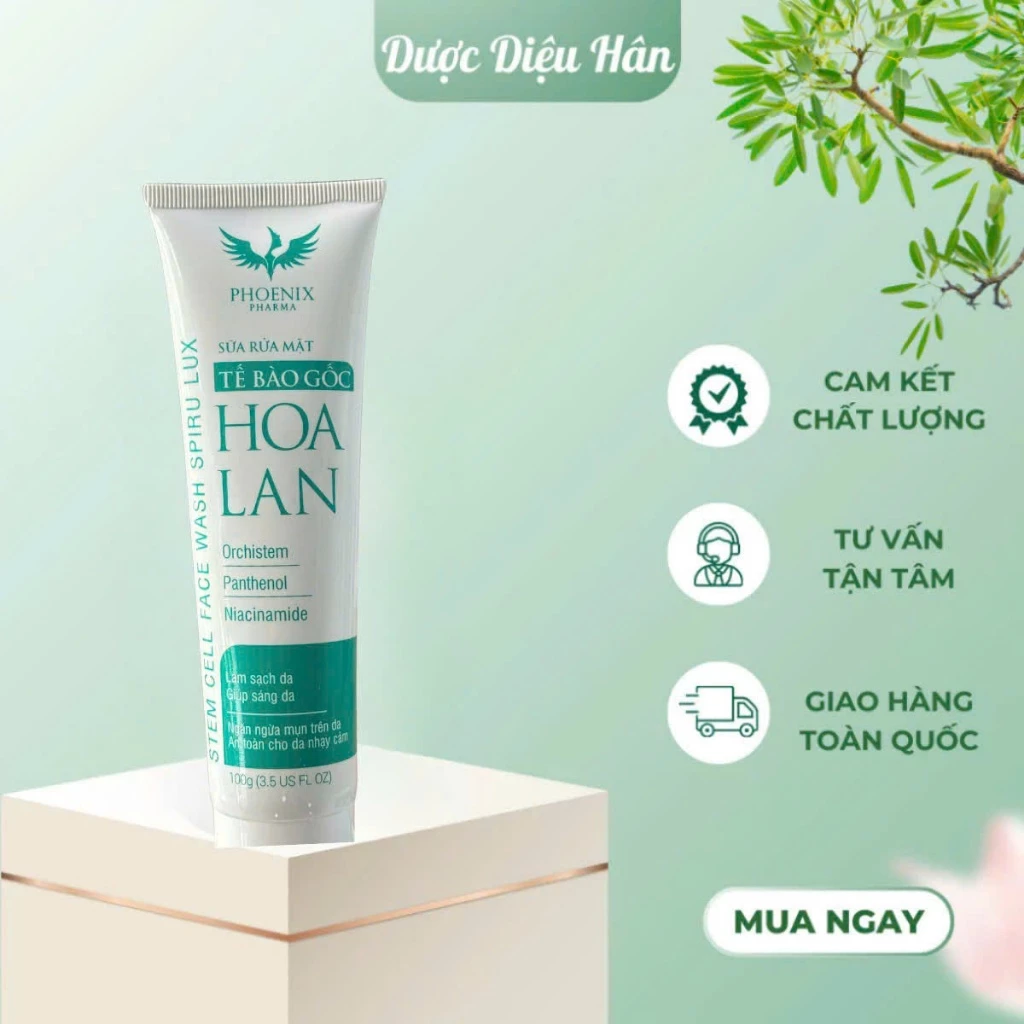 Dược Diệu Hân
PHOENIX
PHARMA
SỮA RỬA MẶT
TẾ BÀO GỐC
HOA
LAN
STEM CELL FACE WASH SPIRU LUX
Orchistem
Panthenol
Niacinamide
Làm sạch da
Giúp sáng da
Ngăn ngừa mụn trên da
An toàn cho da nhạy cảm
100g (3.5 US FL OZ)
CAM KẾT
CHẤT LƯỢNG
TƯ VẤN
TẬN TÂM
GIAO HÀNG
TOÀN QUỐC
MUA NGAY